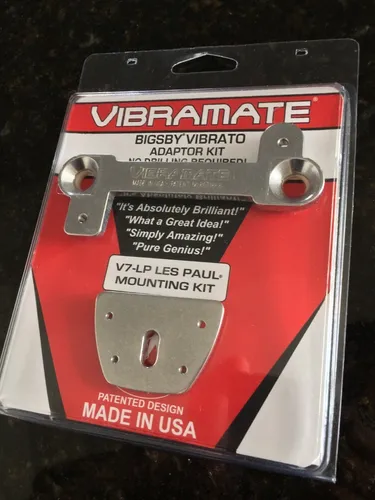 VIBRAMATE®
BIGSBY® VIBRATO
ADAPTOR KIT
NO DRILLING REQUIRED!
VIBRAMATE
"It's Absolutely Brilliant!"
"What a Great Idea!"
"Simply Amazing!"
"Pure Genius!"
V7-LP LES PAUL®
MOUNTING KIT
PATENTED DESIGN
MADE IN USA